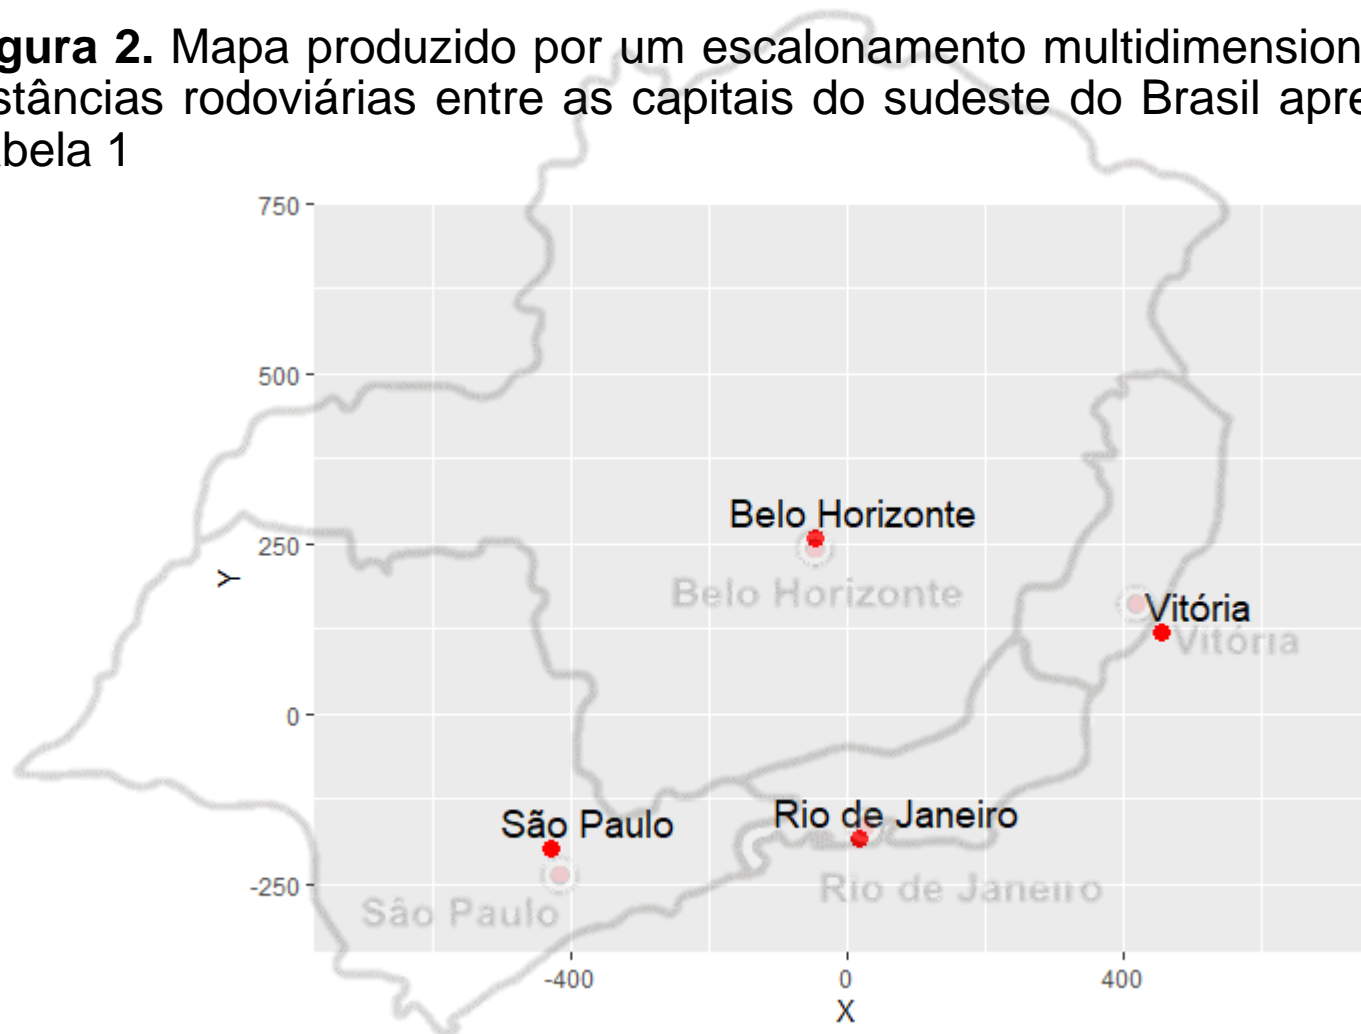 gura 2. Mapa produzido por um escalonamento multidimension
stâncias rodoviárias entre as capitais do sudeste do Brasil apre
abela 1
750
500
Belo Horizonte
250
Y
Belo Horizonte
Vitória
Vitória
0
São Paulo
Rio de Janeiro
-250
Rio de Janeiro
São Paulo
-400
0
400
X